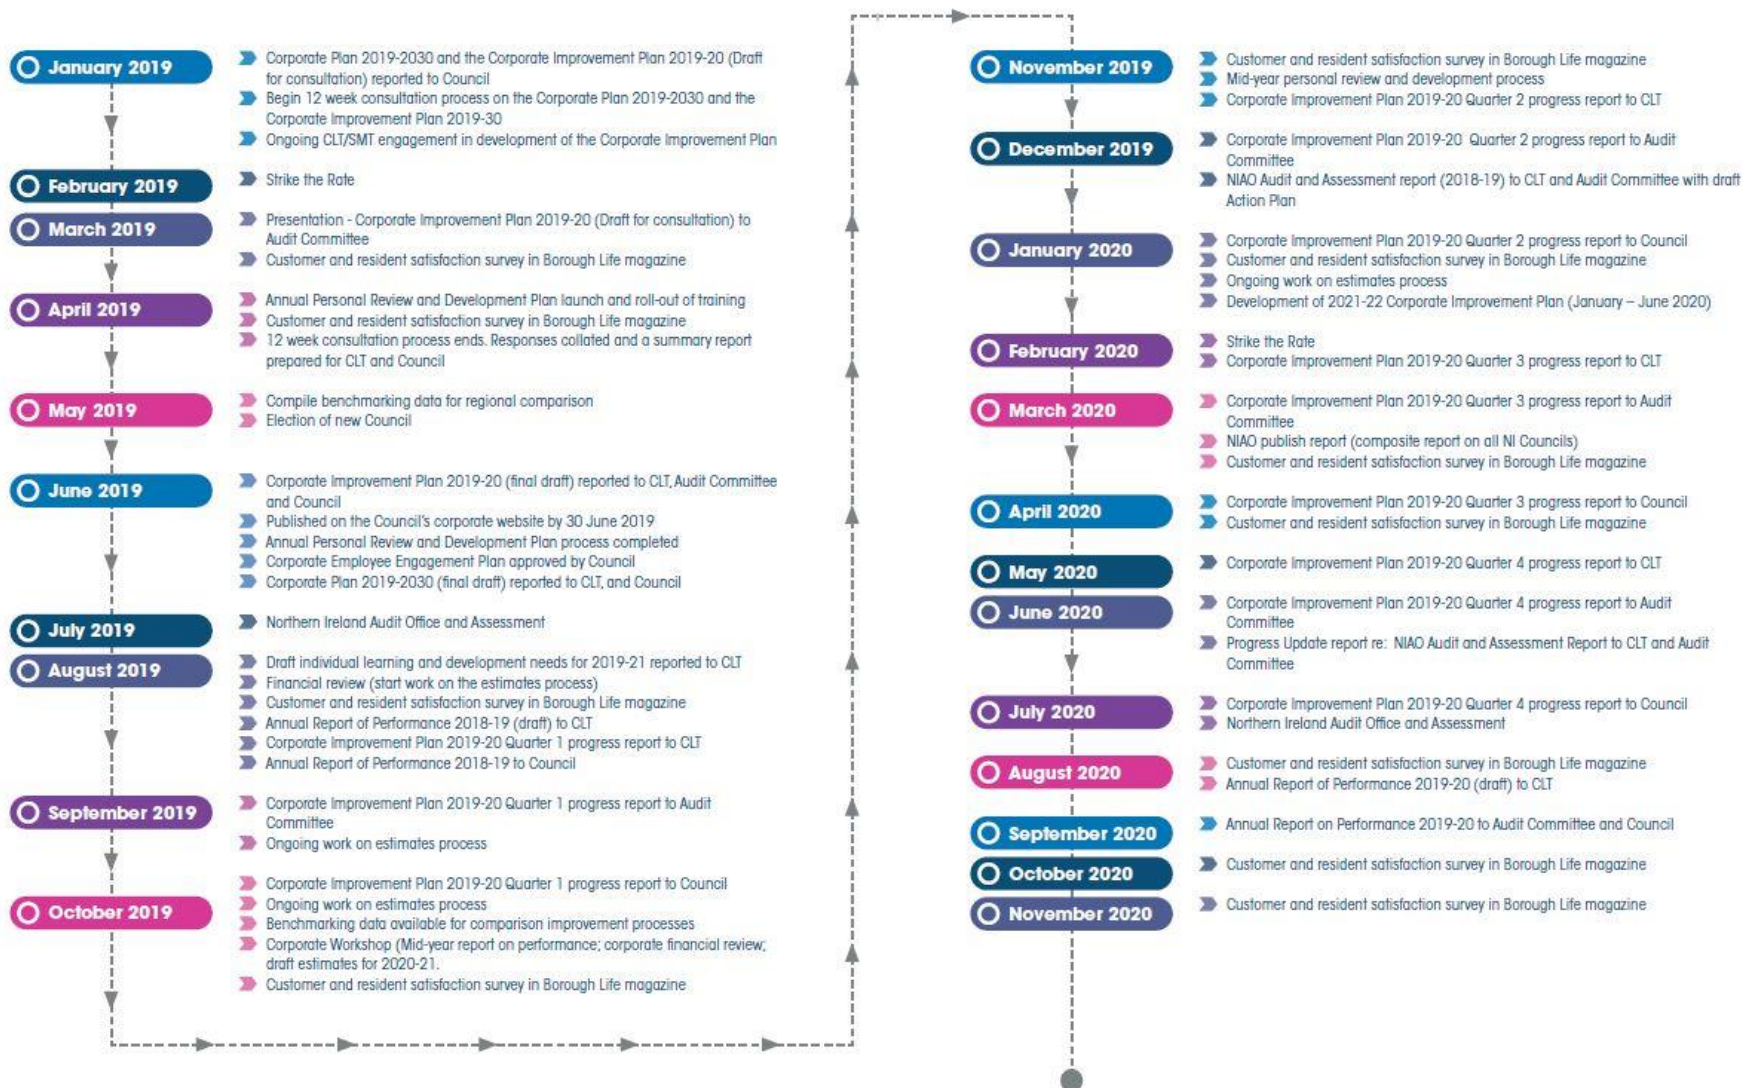 January 2019
Corporate Plan 2019-2030 and the Corporate Improvement Plan 2019-20 (Draft
for consultation) reported to Council
Begin 12 week consultation process on the Corporate Plan 2019-2030 and the
Corporate Improvement Plan 2019-30
Ongoing CLT/SMT engagement in development of the Corporate Improvement Plan
February 2019
Strike the Rate
March 2019
Presentation - Corporate Improvement Plan 2019-20 (Draft for consultation) to
Audit Committee
Customer and resident satisfaction survey in Borough Life magazine
April 2019
Annual Personal Review and Development Plan launch and roll-out of training
Customer and resident satisfaction survey in Borough Life magazine
12 week consultation process ends. Responses collated and a summary report
prepared for CLT and Council
May 2019
Compile benchmarking data for regional comparison
Election of new Council
June 2019
Corporate Improvement Plan 2019-20 (final draft) reported to CLT, Audit Committee
and Council
Published on the Council's corporate website by 30 June 2019
Annual Personal Review and Development Plan process completed
Corporate Employee Engagement Plan approved by Council
Corporate Plan 2019-2030 (final draft) reported to CLT, and Council
July 2019
Northern Ireland Audit Office and Assessment
August 2019
Draft individual learning and development needs for 2019-21 reported to CLT
Financial review (start work on the estimates process)
Customer and resident satisfaction survey in Borough Life magazine
Annual Report of Performance 2018-19 (draft) to CLT
Corporate Improvement Plan 2019-20 Quarter 1 progress report to CLT
Annual Report of Performance 2018-19 to Council
September 2019
Corporate Improvement Plan 2019-20 Quarter 1 progress report to Audit
Committee
Ongoing work on estimates process
October 2019
Corporate Improvement Plan 2019-20 Quarter 1 progress report to Council
Ongoing work on estimates process
Benchmarking data available for comparison improvement processes
Corporate Workshop (Mid-year report on performance; corporate financial review;
draft estimates for 2020-21.
Customer and resident satisfaction survey in Borough Life magazine
November 2019
Customer and resident satisfaction survey in Borough Life magazine
Mid-year personal review and development process
Corporate Improvement Plan 2019-20 Quarter 2 progress report to CLT
December 2019
Corporate Improvement Plan 2019-20 Quarter 2 progress report to Audit
Committee
NIAO Audit and Assessment report (2018-19) to CLT and Audit Committee with draft
Action Plan
January 2020
Corporate Improvement Plan 2019-20 Quarter 2 progress report to Council
Customer and resident satisfaction survey in Borough Life magazine
Ongoing work on estimates process
Development of 2021-22 Corporate Improvement Plan (January – June 2020)
February 2020
Strike the Rate
Corporate Improvement Plan 2019-20 Quarter 3 progress report to CLT
March 2020
Corporate Improvement Plan 2019-20 Quarter 3 progress report to Audit
Committee
NIAO publish report (composite report on all NI Councils)
Customer and resident satisfaction survey in Borough Life magazine
April 2020
Corporate Improvement Plan 2019-20 Quarter 3 progress report to Council
Customer and resident satisfaction survey in Borough Life magazine
May 2020
Corporate Improvement Plan 2019-20 Quarter 4 progress report to CLT
June 2020
Corporate Improvement Plan 2019-20 Quarter 4 progress report to Audit
Committee
Progress Update report re: NIAO Audit and Assessment Report to CLT and Audit
Committee
July 2020
Corporate Improvement Plan 2019-20 Quarter 4 progress report to Council
Northern Ireland Audit Office and Assessment
August 2020
Customer and resident satisfaction survey in Borough Life magazine
Annual Report of Performance 2019-20 (draft) to CLT
September 2020
Annual Report on Performance 2019-20 to Audit Committee and Council
October 2020
Customer and resident satisfaction survey in Borough Life magazine
November 2020
Customer and resident satisfaction survey in Borough Life magazine